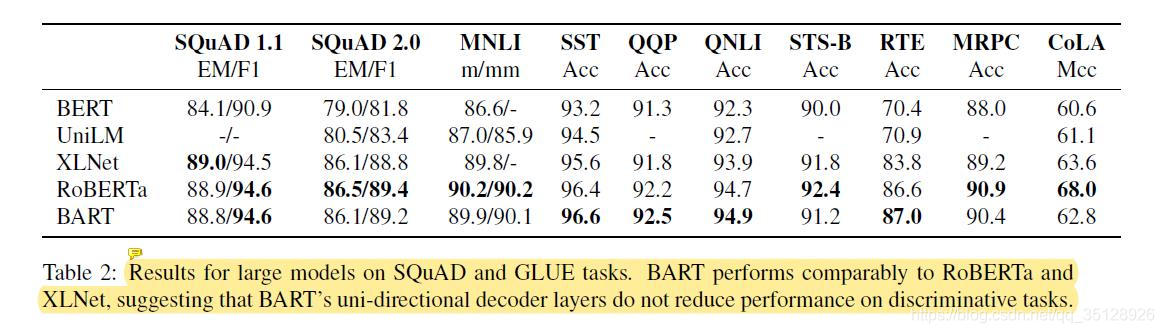 SQuAD 1.1 SQuAD 2.0 MNLI SST QQP QNLI STS-B RTE MRPC CoLA
EM/F1 EM/F1 m/mm Acc Acc Acc Acc Acc Acc Mcc
BERT 84.1/90.9 79.0/81.8 86.6/- 93.2 91.3 92.3 90.0 70.4 88.0 60.6
UniLM -/- 80.5/83.4 87.0/85.9 94.5 - 92.7 - 70.9 - 61.1
XLNet 89.0/94.5 86.1/88.8 89.8/- 95.6 91.8 93.9 91.8 83.8 89.2 63.6
RoBERTa 88.9/94.6 86.5/89.4 90.2/90.2 96.4 92.2 94.7 92.4 86.6 90.9 68.0
BART 88.8/94.6 86.1/89.2 89.9/90.1 96.6 92.5 94.9 91.2 87.0 90.4 62.8
Table 2: Results for large models on SQuAD and GLUE tasks. BART performs comparably to RoBERTa and
XLNet, suggesting that BART's uni-directional decoder layers do not reduce performance on discriminative tasks.
https://blog.csdn.net/qq_35128926